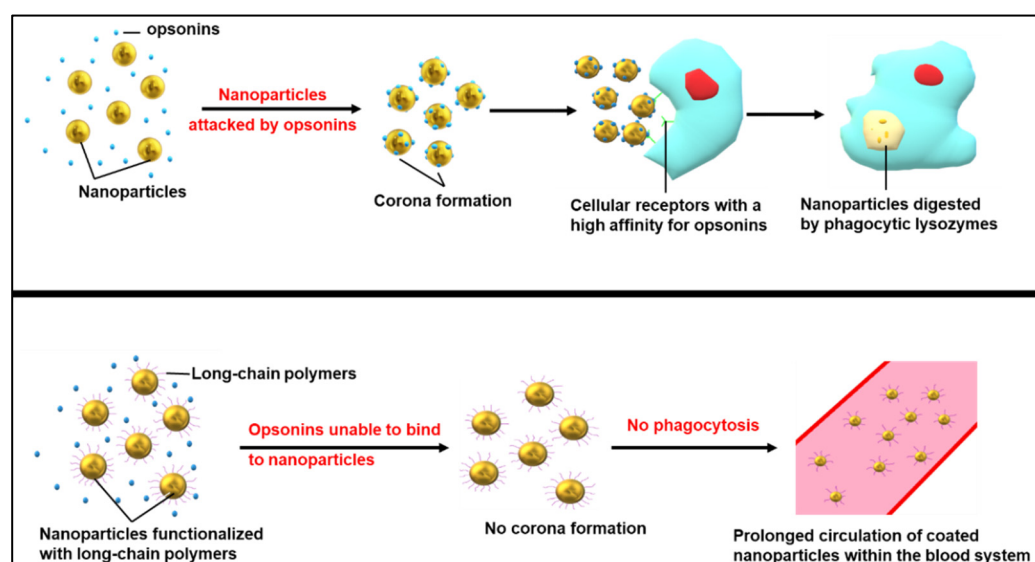 opsonins
Nanoparticles
attacked by opsonins
Nanoparticles
Corona formation
Cellular receptors with a
high affinity for opsonins
Nanoparticles digested
by phagocytic lysozymes
Long-chain polymers
Opsonins unable to bind
to nanoparticles
No phagocytosis
Nanoparticles functionalized
with long-chain polymers
No corona formation
Prolonged circulation of coated
nanoparticles within the blood system